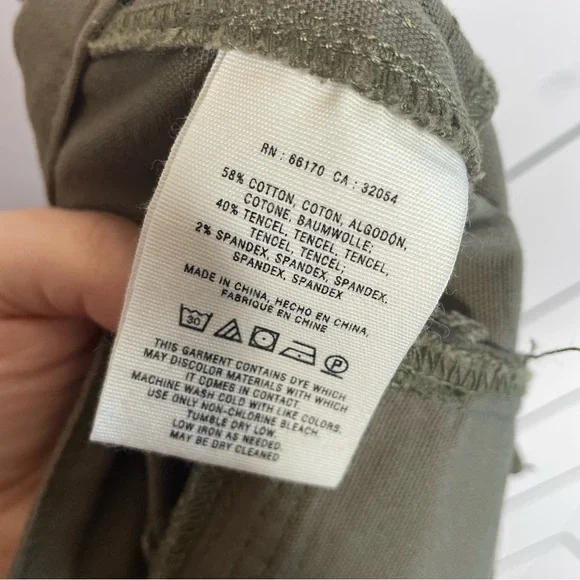 RN : 66170 CA : 32054
58% COTTON, COTON, ALGODÓN,
COTONE, BAUMWOLLE;
40% TENCEL, TENCEL, TENCEL,
TENCEL, TENCEL;
2% SPANDEX, SPANDEX, SPANDEX,
SPANDEX, SPANDEX
MADE IN CHINA, HECHO EN CHINA,
FABRIQUE EN CHINE
30 P
THIS GARMENT CONTAINS DYE WHICH
MAY DISCOLOR MATERIALS WITH WHICH
IT COMES IN CONTACT
MACHINE WASH COLD WITH LIKE COLORS.
USE ONLY NON-CHLORINE BLEACH.
TUMBLE DRY LOW.
LOW IRON AS NEEDED.
MAY BE DRY CLEANED